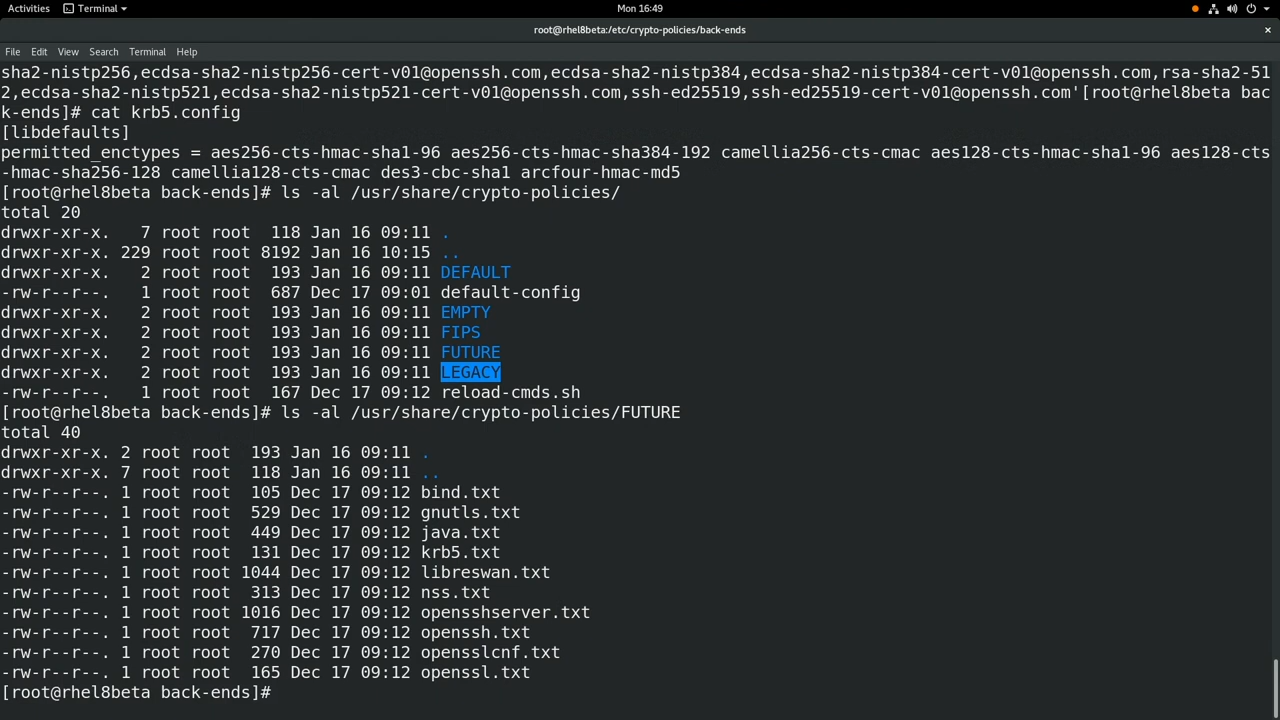 Activities Terminal Mon 16:49
root@rhel8beta:/etc/crypto-policies/back-ends ×
File Edit View Search Terminal Help
sha2-nistp256,ecdsa-sha2-nistp256-cert-v01@openssh.com,ecdsa-sha2-nistp384,ecdsa-sha2-nistp384-cert-v01@openssh.com,rsa-sha2-51
2,ecdsa-sha2-nistp521,ecdsa-sha2-nistp521-cert-v01@openssh.com,ssh-ed25519,ssh-ed25519-cert-v01@openssh.com'[root@rhel8beta bac
k-ends]# cat krb5.config
[libdefaults]
permitted_enctypes = aes256-cts-hmac-sha1-96 aes256-cts-hmac-sha384-192 camellia256-cts-cmac aes128-cts-hmac-sha1-96 aes128-cts
-hmac-sha256-128 camellia128-cts-cmac des3-cbc-sha1 arcfour-hmac-md5
[root@rhel8beta back-ends]# ls -al /usr/share/crypto-policies/
total 20
drwxr-xr-x.   7 root root  118 Jan 16 09:11 .
drwxr-xr-x. 229 root root 8192 Jan 16 10:15 ..
drwxr-xr-x.   2 root root  193 Jan 16 09:11 DEFAULT
-rw-r--r--.   1 root root  687 Dec 17 09:01 default-config
drwxr-xr-x.   2 root root  193 Jan 16 09:11 EMPTY
drwxr-xr-x.   2 root root  193 Jan 16 09:11 FIPS
drwxr-xr-x.   2 root root  193 Jan 16 09:11 FUTURE
drwxr-xr-x.   2 root root  193 Jan 16 09:11 LEGACY
-rw-r--r--.   1 root root  167 Dec 17 09:12 reload-cmds.sh
[root@rhel8beta back-ends]# ls -al /usr/share/crypto-policies/FUTURE
total 40
drwxr-xr-x. 2 root root  193 Jan 16 09:11 .
drwxr-xr-x. 7 root root  118 Jan 16 09:11 ..
-rw-r--r--. 1 root root  105 Dec 17 09:12 bind.txt
-rw-r--r--. 1 root root  529 Dec 17 09:12 gnutls.txt
-rw-r--r--. 1 root root  449 Dec 17 09:12 java.txt
-rw-r--r--. 1 root root  131 Dec 17 09:12 krb5.txt
-rw-r--r--. 1 root root 1044 Dec 17 09:12 libreswan.txt
-rw-r--r--. 1 root root  313 Dec 17 09:12 nss.txt
-rw-r--r--. 1 root root 1016 Dec 17 09:12 opensshserver.txt
-rw-r--r--. 1 root root  717 Dec 17 09:12 openssh.txt
-rw-r--r--. 1 root root  270 Dec 17 09:12 opensslcnf.txt
-rw-r--r--. 1 root root  165 Dec 17 09:12 openssl.txt
[root@rhel8beta back-ends]#